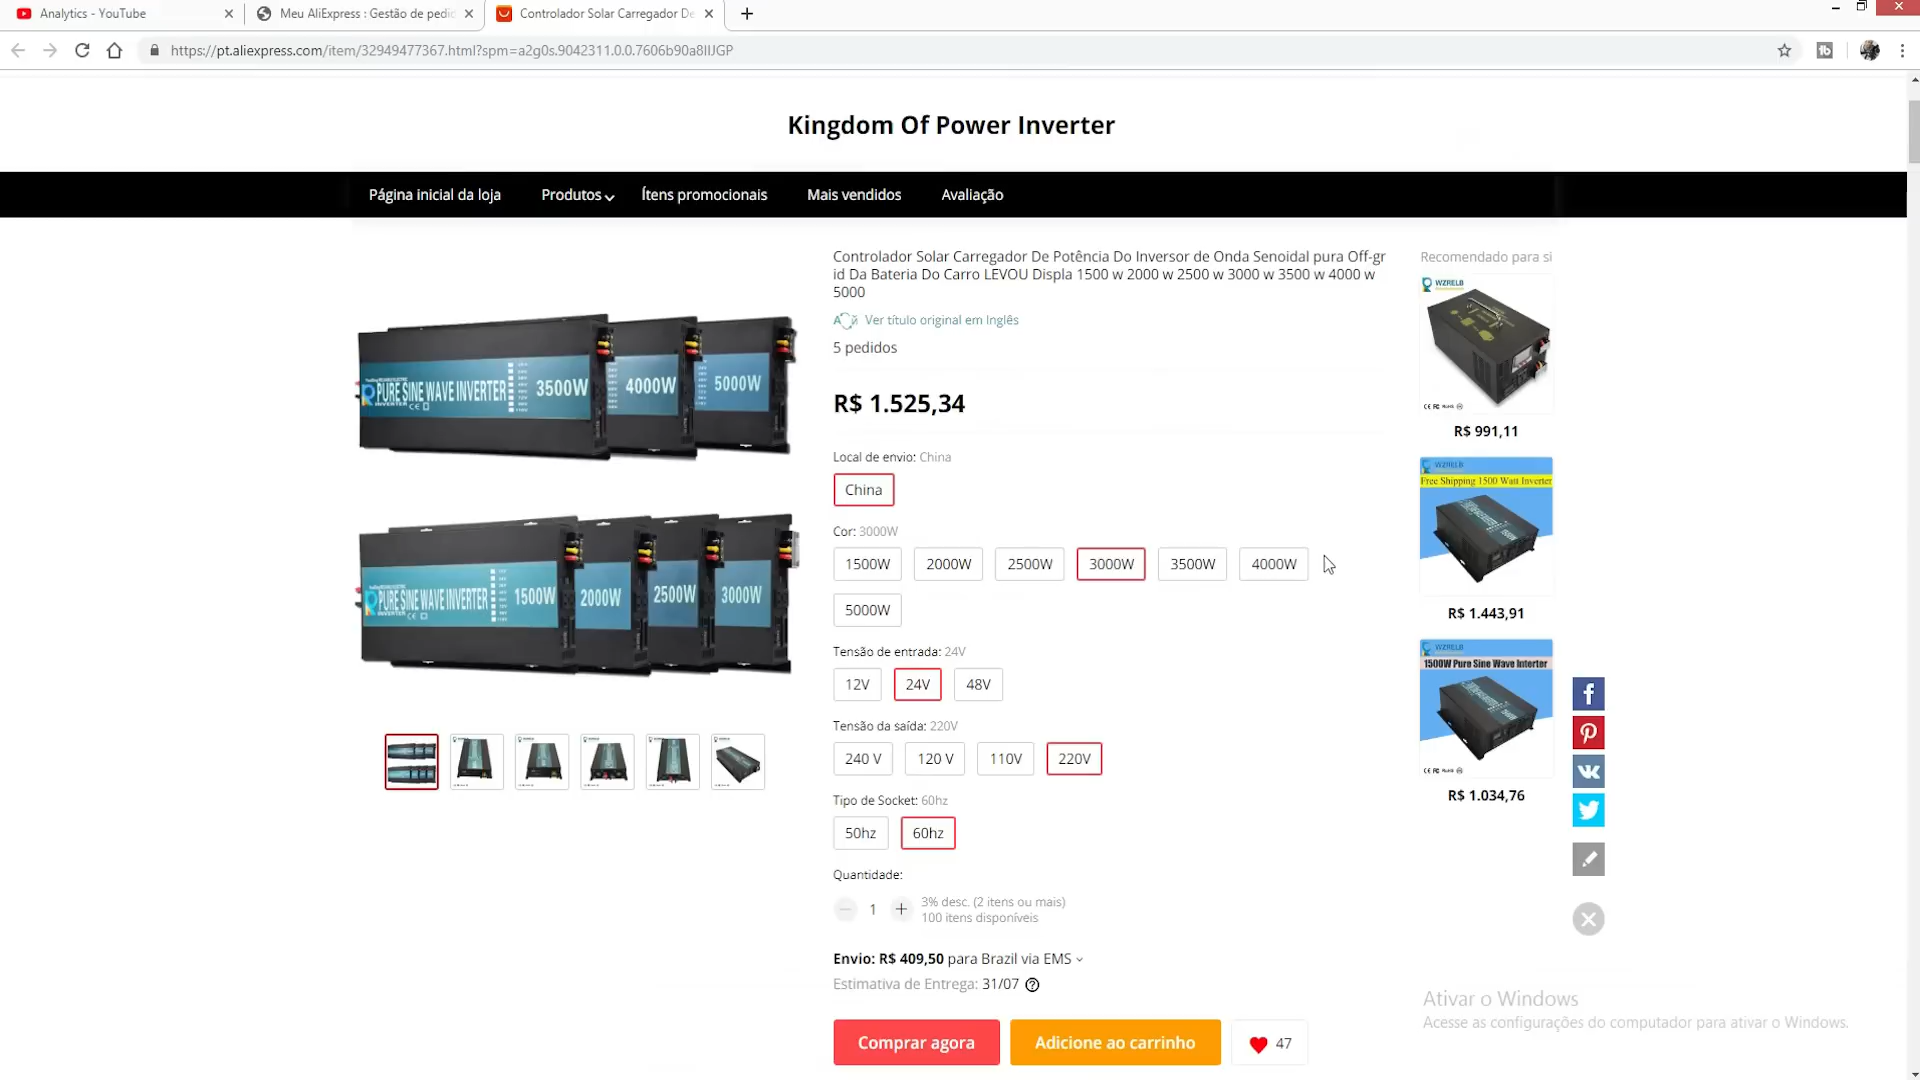 Analytics - YouTube
Meu AliExpress : Gestão de pedi
Controlador Solar Carregador De
https://pt.aliexpress.com/item/32949477367.html?spm=a2g0s.9042311.0.0.7606b90a8lIJGP
Kingdom Of Power Inverter
Página inicial da loja
Produtos
Ítens promocionais
Mais vendidos
Avaliação
Controlador Solar Carregador De Potência Do Inversor de Onda Senoidal pura Off-gr
id Da Bateria Do Carro LEVOU Displa 1500 w 2000 w 2500 w 3000 w 3500 w 4000 w
5000
Ver título original em Inglês
5 pedidos
R$ 1.525,34
Local de envio: China
China
Cor: 3000W
1500W
2000W
2500W
3000W
3500W
4000W
5000W
Tensão de entrada: 24V
12V
24V
48V
Tensão da saída: 220V
240 V
120 V
110V
220V
Tipo de Socket: 60hz
50hz
60hz
Quantidade:
1
3% desc. (2 itens ou mais)
100 itens disponíveis
Envio: R$ 409,50 para Brazil via EMS
Estimativa de Entrega: 31/07
Comprar agora
Adicione ao carrinho
47
PURE SINE WAVE INVERTER 3500W
4000W
5000W
PURE SINE WAVE INVERTER 1500W
2000W
2500W
3000W
Recomendado para si
WZRELB
R$ 991,11
WZRELB
Free Shipping 1500 Watt Inverter
R$ 1.443,91
WZRELB
1500W Pure Sine Wave Interter
R$ 1.034,76
Ativar o Windows
Acesse as configurações do computador para ativar o Windows.